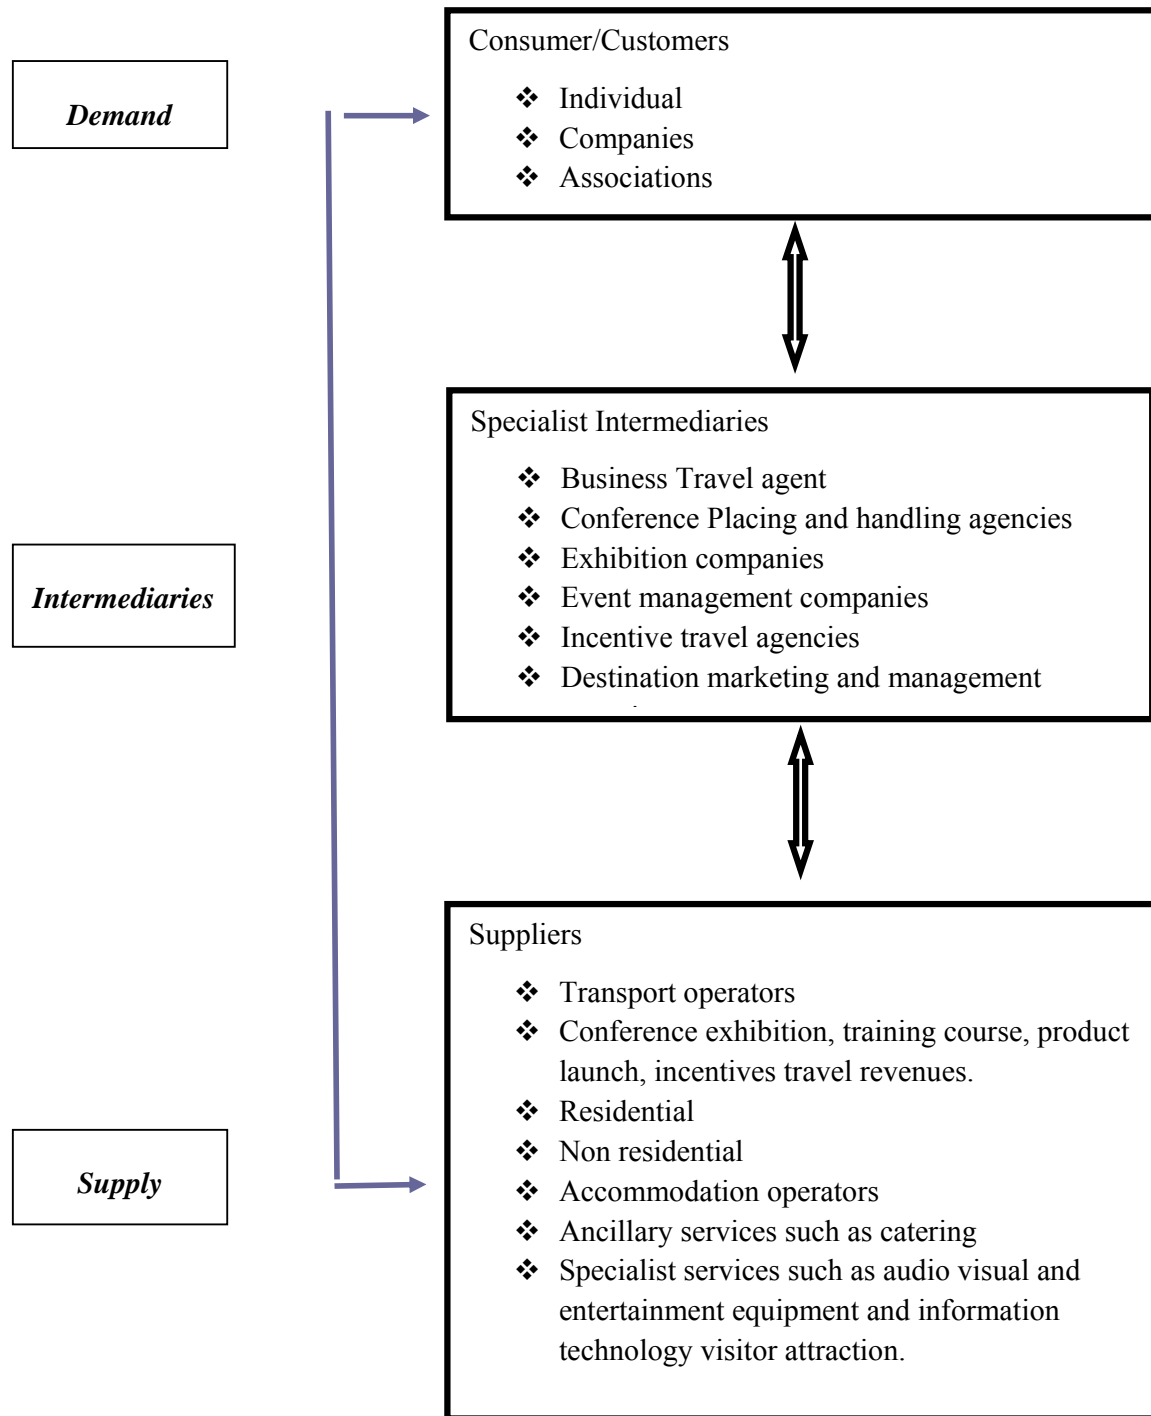 Consumer/Customers
Demand
❖ Individual
❖ Companies
❖ Associations
Specialist Intermediaries
❖ Business Travel agent
❖ Conference Placing and handling agencies
❖ Exhibition companies
Intermediaries
❖ Event management companies
❖ Incentive travel agencies
❖ Destination marketing and management
Suppliers
❖ Transport operators
❖ Conference exhibition, training course, product
launch, incentives travel revenues.
❖ Residential
❖ Non residential
Supply
❖ Accommodation operators
❖ Ancillary services such as catering
❖ Specialist services such as audio visual and
entertainment equipment and information
technology visitor attraction.